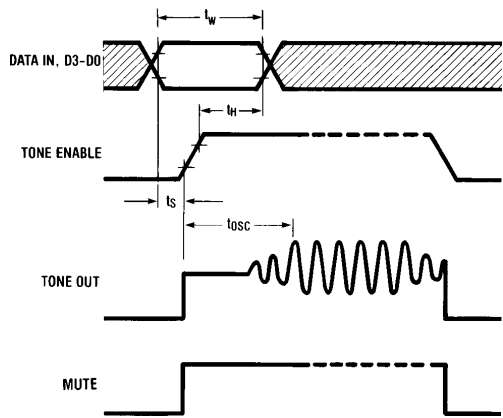 tW
DATA IN, D3-D0
tH
TONE ENABLE
tS
tOSC
TONE OUT
MUTE